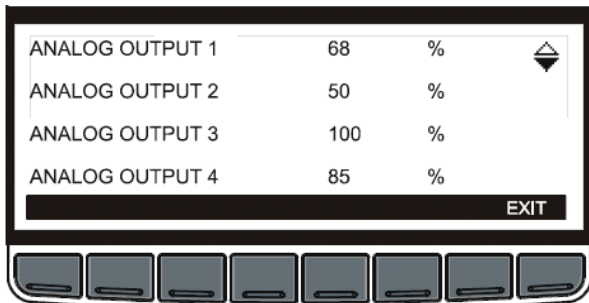 ANALOG OUTPUT 1 68 %
ANALOG OUTPUT 2 50 %
ANALOG OUTPUT 3 100 %
ANALOG OUTPUT 4 85 %
EXIT